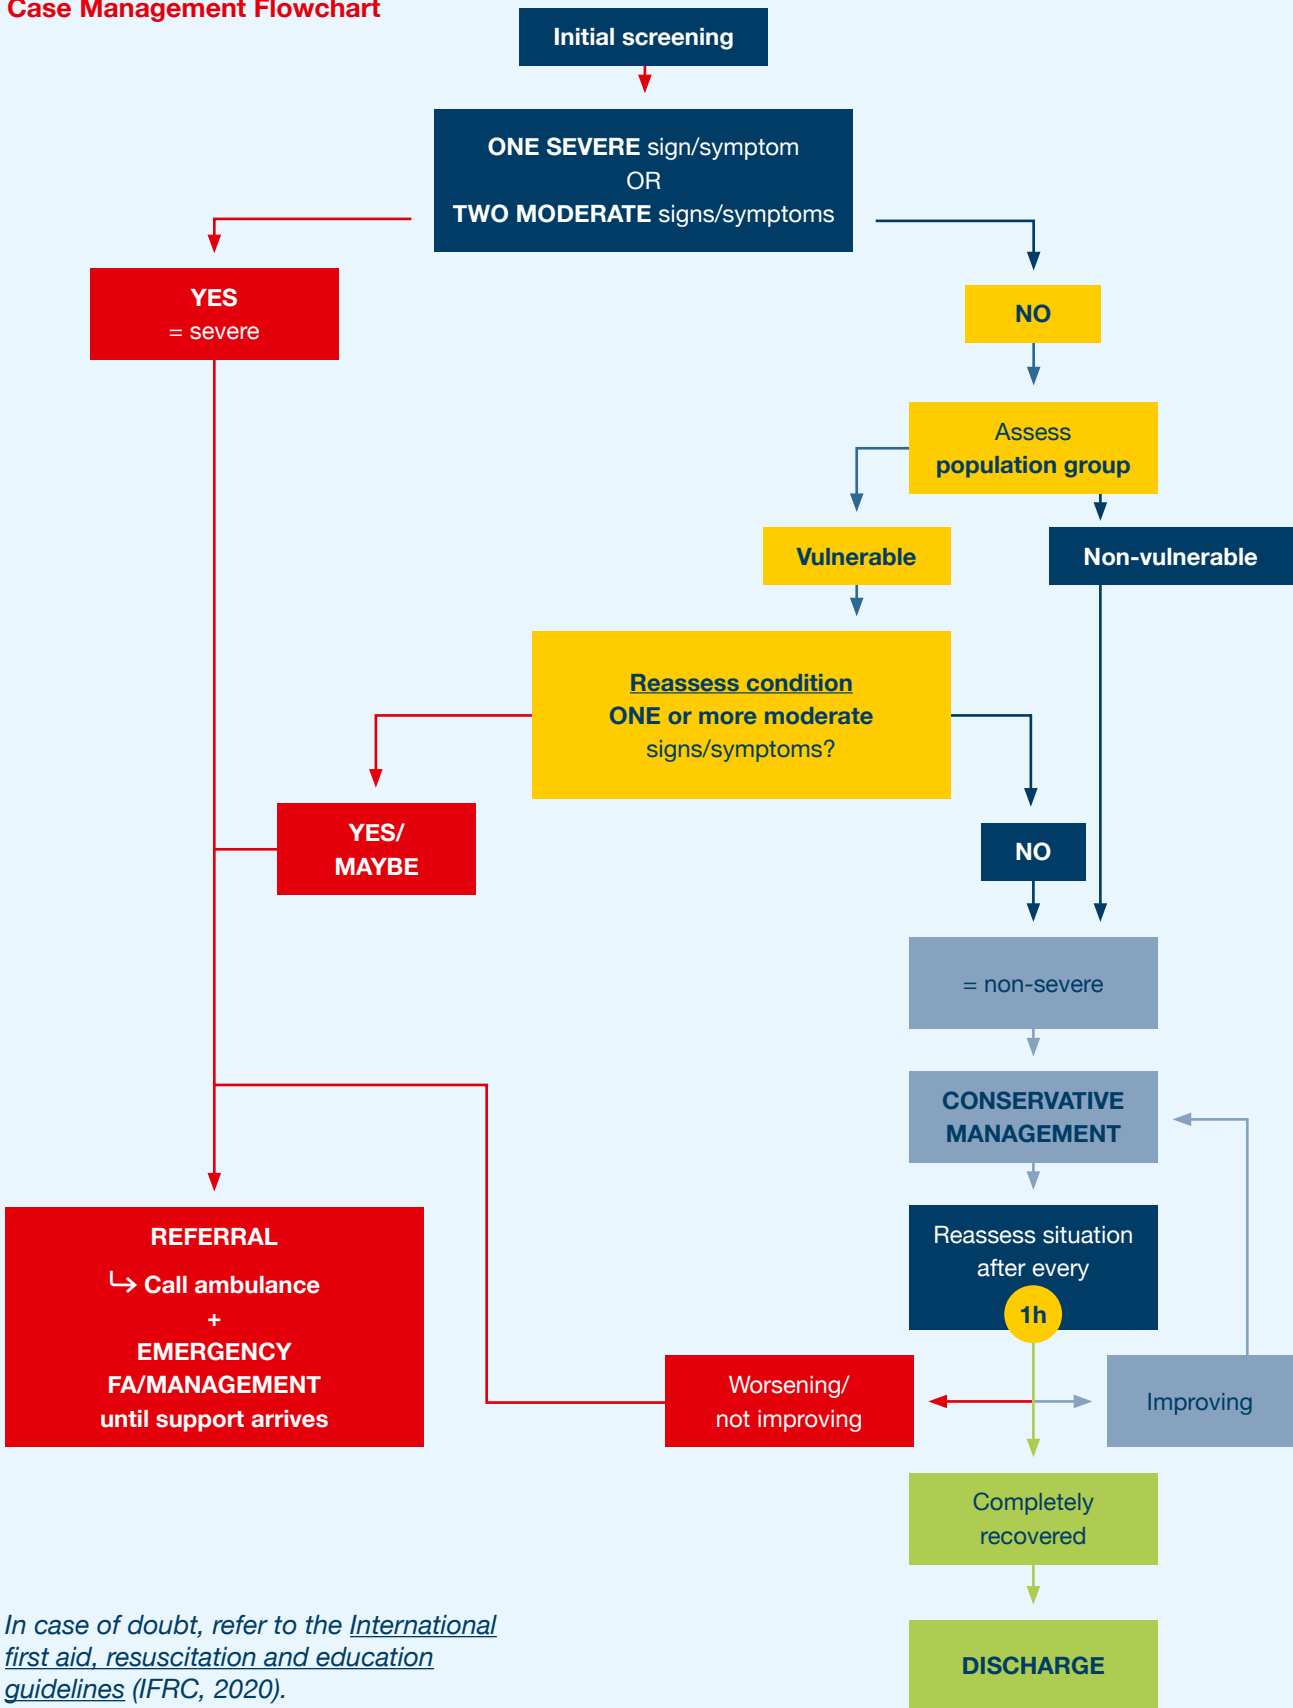 Case Management Flowchart
Initial screening
ONE SEVERE sign/symptom
OR
TWO MODERATE signs/symptoms
YES
= severe
NO
Assess
population group
Vulnerable
Non-vulnerable
Reassess condition
ONE or more moderate
signs/symptoms?
YES/
MAYBE
NO
= non-severe
CONSERVATIVE
MANAGEMENT
REFERRAL
Call ambulance
+
EMERGENCY
FA/MANAGEMENT
until support arrives
Reassess situation
after every
1h
Worsening/
not improving
Improving
Completely
recovered
DISCHARGE
In case of doubt, refer to the International
first aid, resuscitation and education
guidelines (IFRC, 2020).